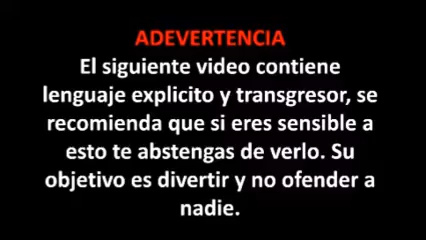 ADEVERTENCIA
El siguiente video contiene
lenguaje explicito y transgresor, se
recomienda que si eres sensible a
esto te abstengas de verlo. Su
objetivo es divertir y no ofender a
nadie.